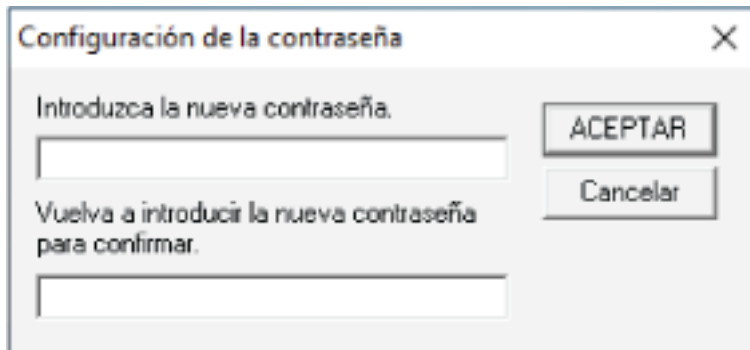 Configuración de la contraseña
Introduzca la nueva contraseña.
ACEPTAR
Cancelar
Vuelva a introducir la nueva contraseña
para confirmar.